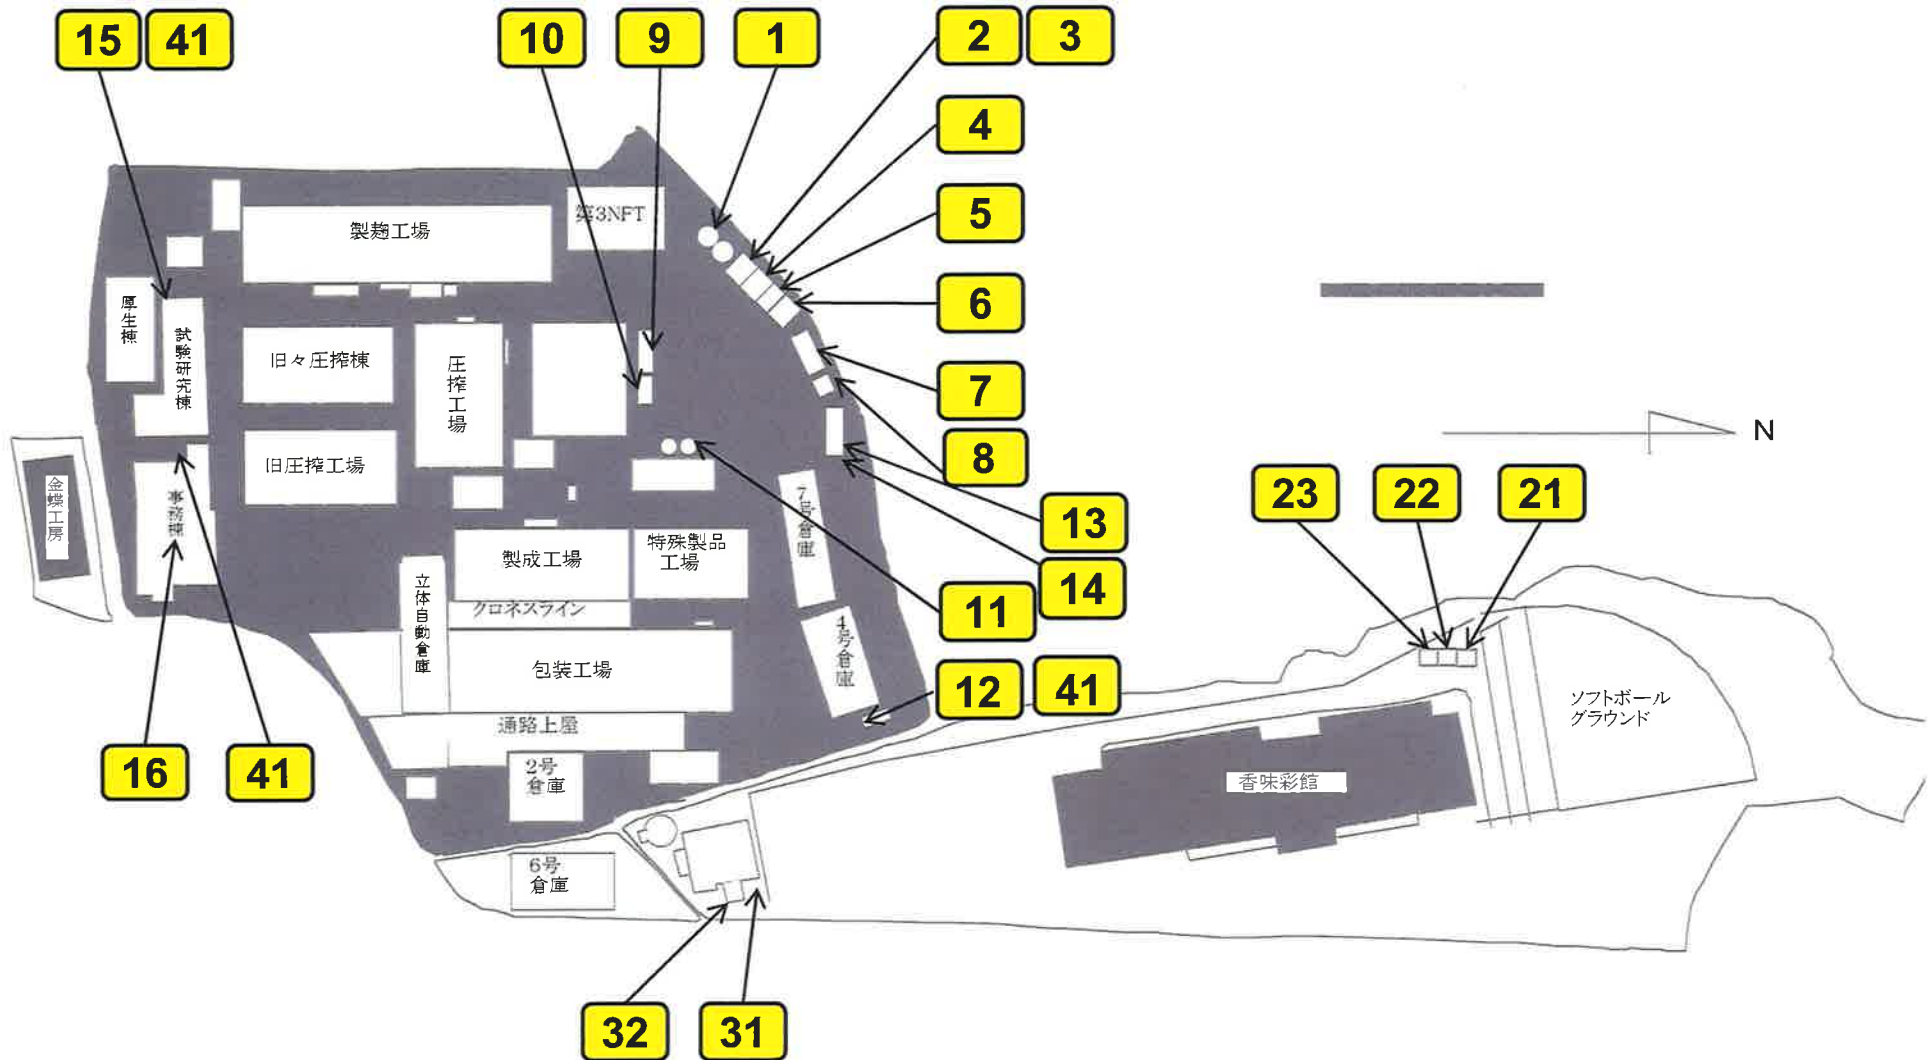 15 41 10 9 1 2 3
4
5
6
7
8
13
14
11
12 41
23 22 21
N
第3NFT
製麹工場
厚生棟
試験研究棟
旧々圧搾棟
圧搾工場
旧圧搾工場
金蝶工房
事務棟
7号倉庫
製成工場
特殊製品
工場
クロネスライン
立体自動倉庫
4号倉庫
包装工場
通路上屋
2号
倉庫
6号
倉庫
香味彩館
ソフトボール
グラウンド
16 41
32 31